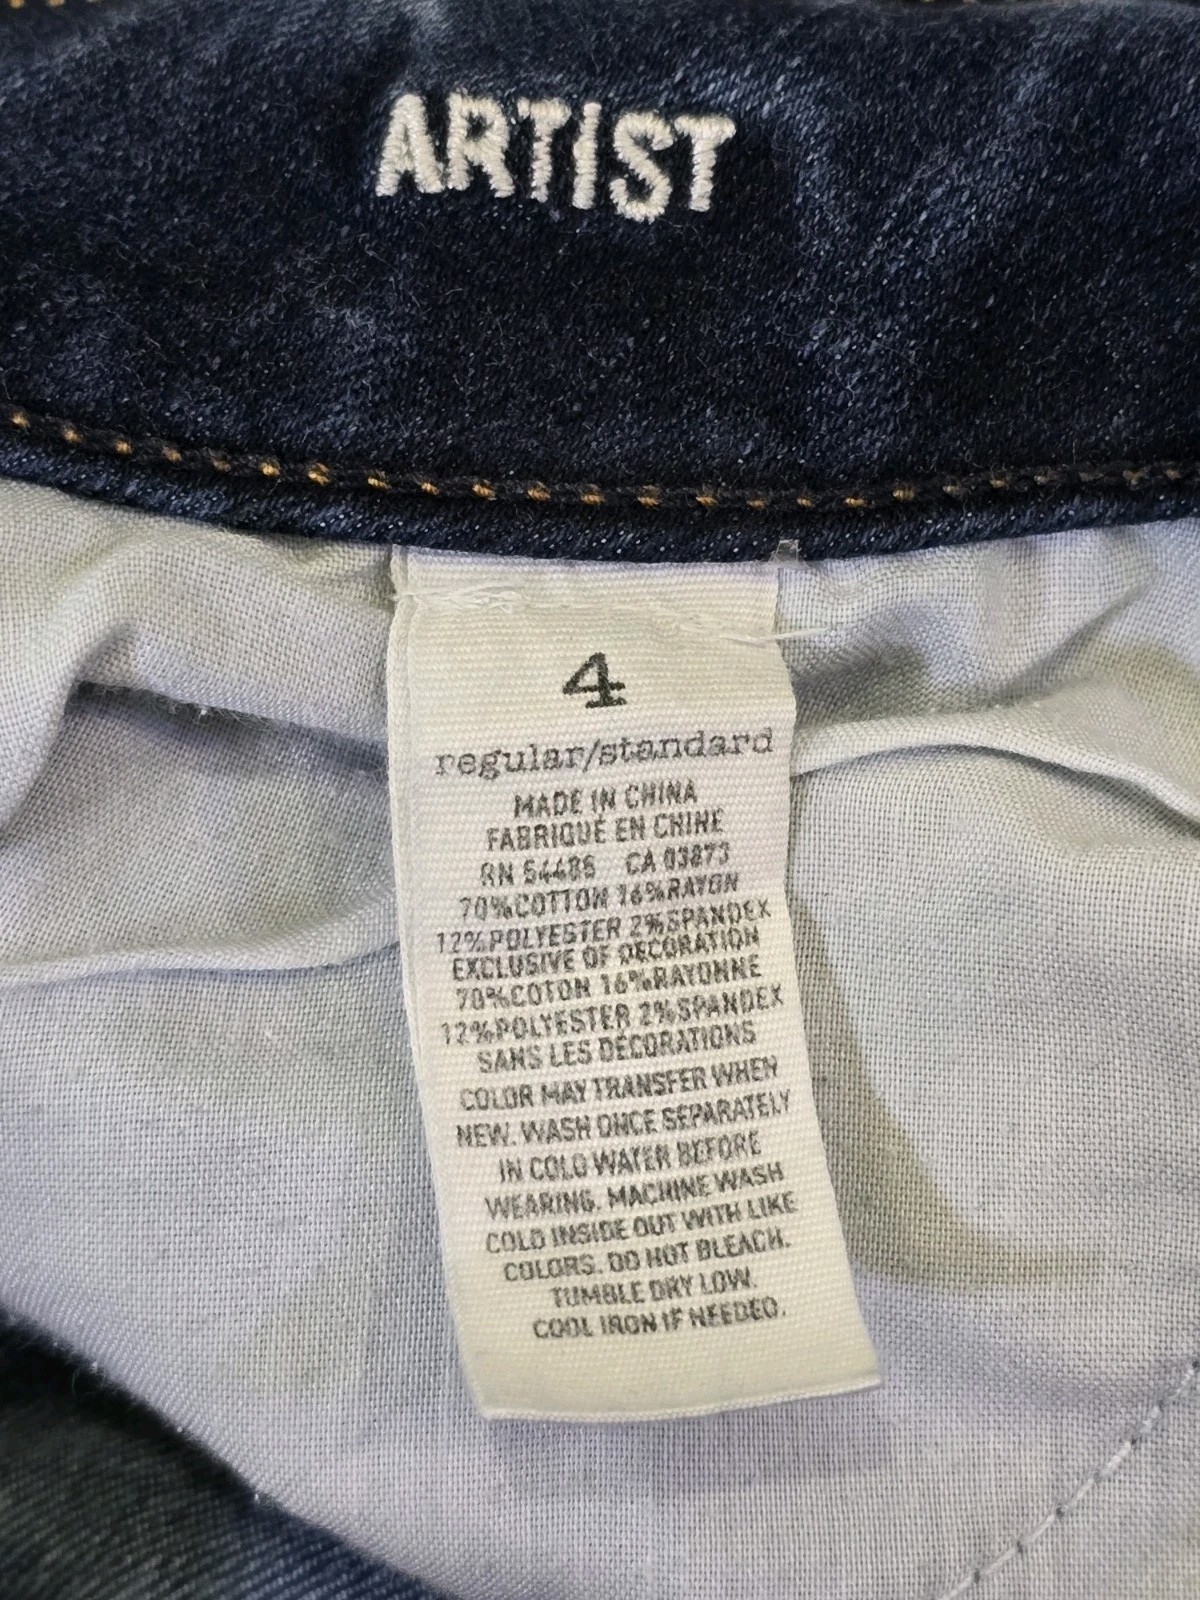 ARTIST
4
regular/standard
MADE IN CHINA
FABRIQUÉ EN CHINE
RN 54486 CA 03873
70%COTTON 16%RAYON
12%POLYESTER 2%SPANDEX
EXCLUSIVE OF DECORATION
70%COTON 16%RAYONNE
12%POLYESTER 2%SPANDEX
SANS LES DÉCORATIONS
COLOR MAY TRANSFER WHEN
NEW. WASH ONCE SEPARATELY
IN COLD WATER BEFORE
WEARING. MACHINE WASH
COLD INSIDE OUT WITH LIKE
COLORS. DO NOT BLEACH.
TUMBLE DRY LOW.
COOL IRON IF NEEDED.